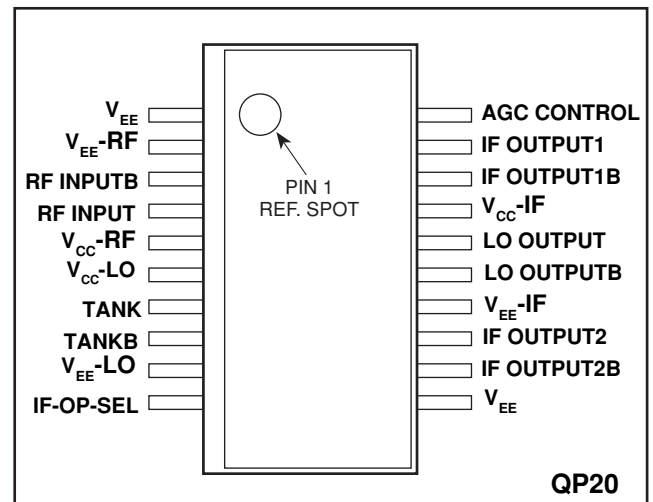 VEE
VEE-RF
RF INPUTB
RF INPUT
VCC-RF
VCC-LO
TANK
TANKB
VEE-LO
IF-OP-SEL
PIN 1
REF. SPOT
AGC CONTROL
IF OUTPUT1
IF OUTPUT1B
VCC-IF
LO OUTPUT
LO OUTPUTB
VEE-IF
IF OUTPUT2
IF OUTPUT2B
VEE
QP20